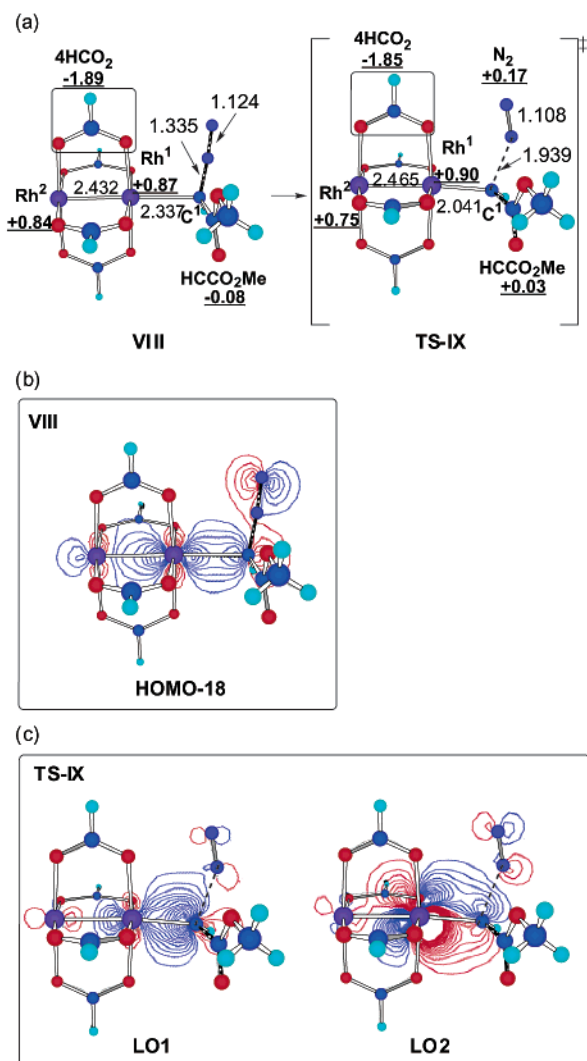 (a)
4HCO2
-1.89
1.335
1.124
Rh1
Rh2
2.432
+0.87
+0.84
2.337
C1
HCCO2Me
-0.08
VIII
‡
4HCO2
-1.85
N2
+0.17
1.108
1.939
Rh1
Rh2
2.465
+0.90
+0.75
2.041
C1
HCCO2Me
+0.03
TS-IX
(b)
VIII
HOMO-18
(c)
TS-IX
LO1
LO2